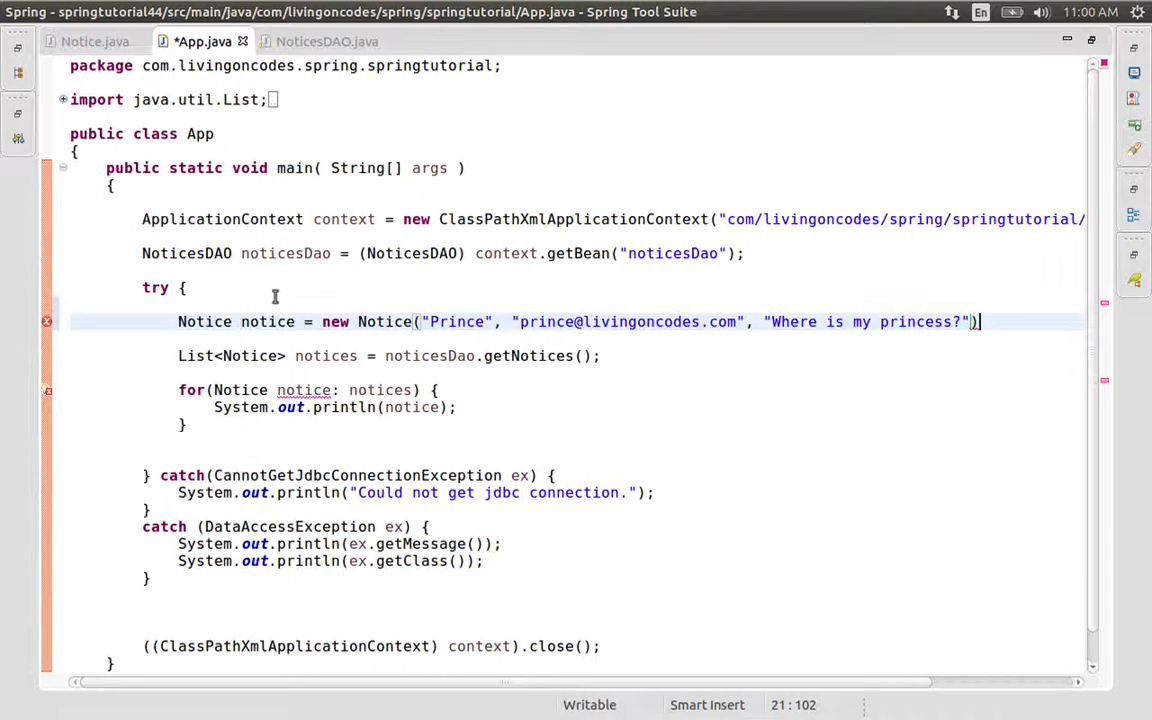 Spring - springtutorial44/src/main/java/com/livingoncodes/spring/springtutorial/App.java - Spring Tool Suite
En
11:00 AM
Notice.java
*App.java
NoticesDAO.java
package com.livingoncodes.spring.springtutorial;
import java.util.List;
public class App
{
public static void main( String[] args )
{
ApplicationContext context = new ClassPathXmlApplicationContext("com/livingoncodes/spring/springtutorial/
NoticesDAO noticesDao = (NoticesDAO) context.getBean("noticesDao");
try {
Notice notice = new Notice("Prince", "prince@livingoncodes.com", "Where is my princess?")
List<Notice> notices = noticesDao.getNotices();
for(Notice notice: notices) {
System.out.println(notice);
}
} catch(CannotGetJdbcConnectionException ex) {
System.out.println("Could not get jdbc connection.");
}
catch (DataAccessException ex) {
System.out.println(ex.getMessage());
System.out.println(ex.getClass());
}
((ClassPathXmlApplicationContext) context).close();
}
Writable
Smart Insert
21 : 102